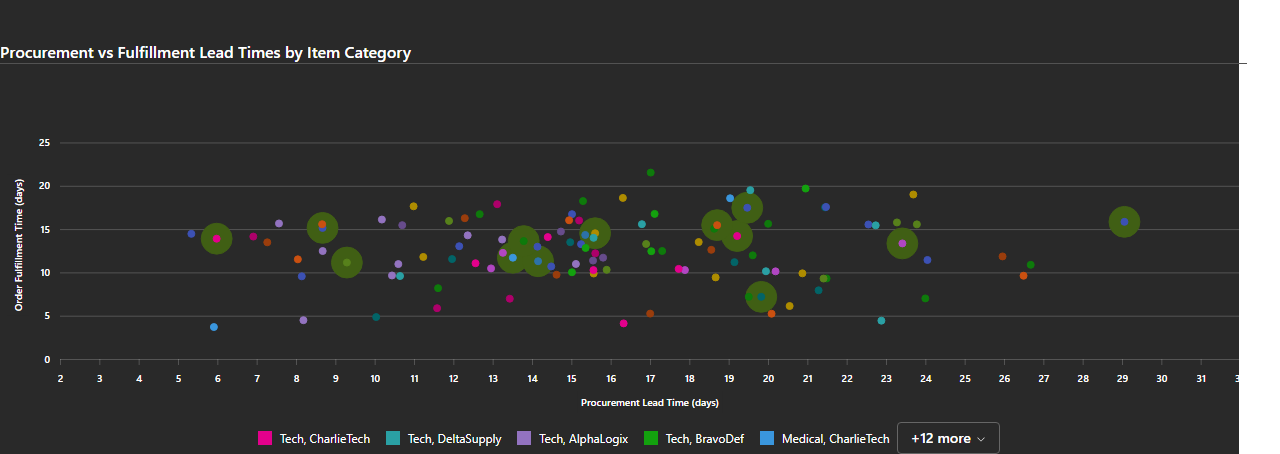 Procurement vs Fulfillment Lead Times by Item Category
Order Fulfillment Time (days)
25
20
15
10
5
0
2 3 4 5 6 7 8 9 10 11 12 13 14 15 16 17 18 19 20 21 22 23 24 25 26 27 28 29 30 31
Procurement Lead Time (days)
Tech, CharlieTech Tech, DeltaSupply Tech, AlphaLogix Tech, BravoDef Medical, CharlieTech +12 more